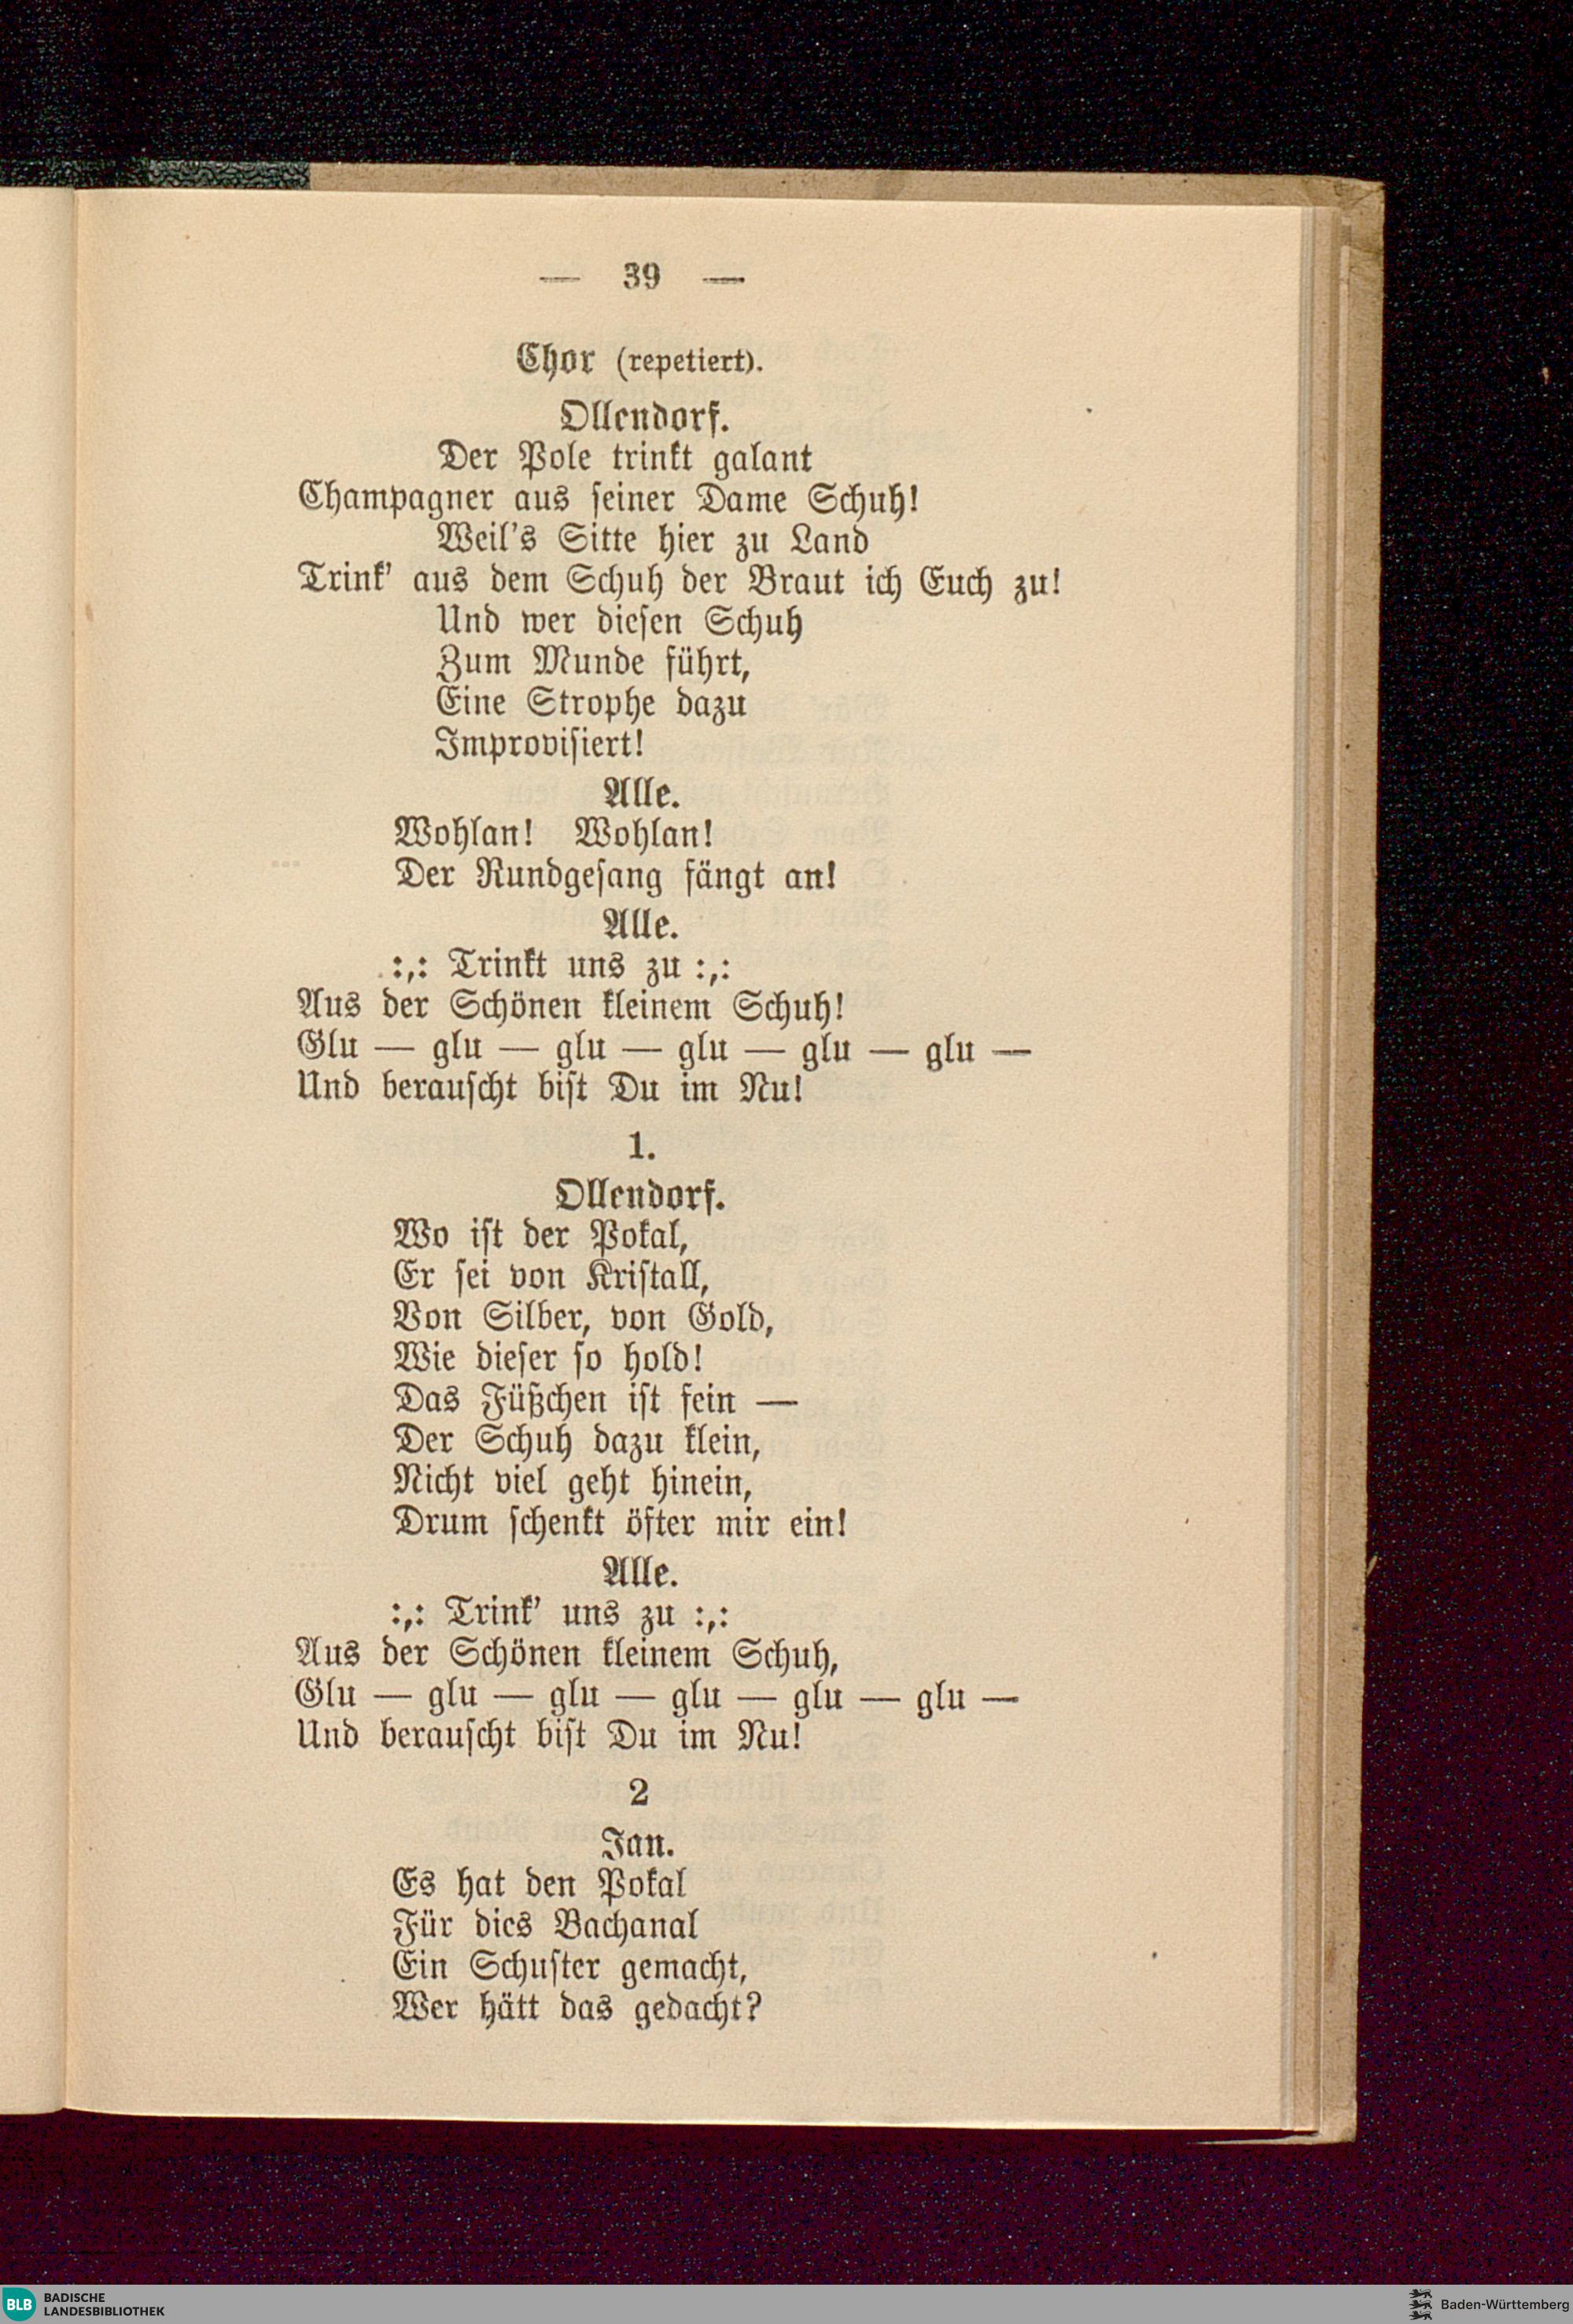 — 39 —
Chor (repetiert).
Ollendorf.
Der Pole trinkt galant
Champagner aus seiner Dame Schuh!
Weil's Sitte hier zu Land
Trink' aus dem Schuh der Braut ich Euch zu!
Und wer diesen Schuh
Zum Munde führt,
Eine Strophe dazu
Improvisiert!
Alle.
Wohlan! Wohlan!
Der Rundgesang fängt an!
Alle.
:,: Trinkt uns zu :,:
Aus der Schönen kleinem Schuh!
Glu — glu — glu — glu — glu — glu —
Und berauscht bist Du im Nu!
1.
Ollendorf.
Wo ist der Pokal,
Er sei von Kristall,
Von Silber, von Gold,
Wie dieser so hold!
Das Füßchen ist fein —
Der Schuh dazu klein,
Nicht viel geht hinein,
Drum schenkt öfter mir ein!
Alle.
:,: Trink' uns zu :,:
Aus der Schönen kleinem Schuh,
Glu — glu — glu — glu — glu — glu —
Und berauscht bist Du im Nu!
2
Jan.
Es hat den Pokal
Für dies Bachanal
Ein Schuster gemacht,
Wer hätt das gedacht?
BLB BADISCHE
LANDESBIBLIOTHEK
Baden-Württemberg